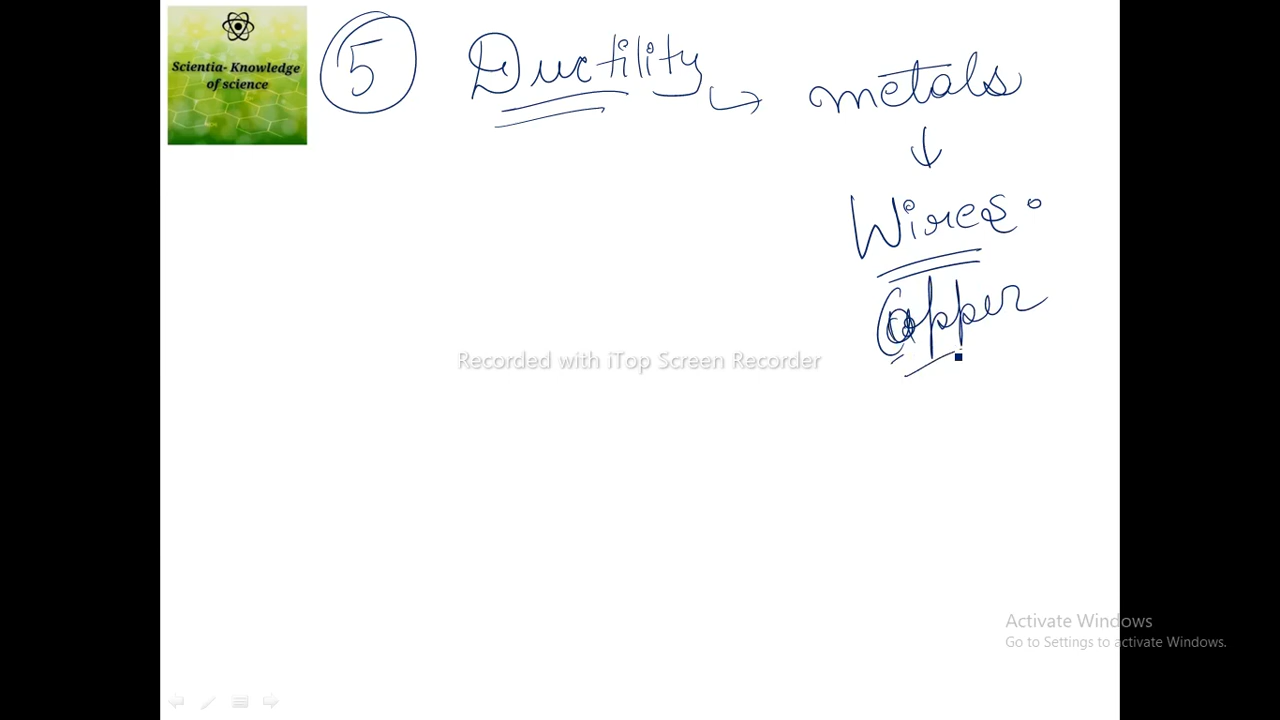 Scientia- Knowledge
of science
5 Ductility ↳ metals
↓
Wires.
Copper
Recorded with iTop Screen Recorder
Activate Windows
Go to Settings to activate Windows.